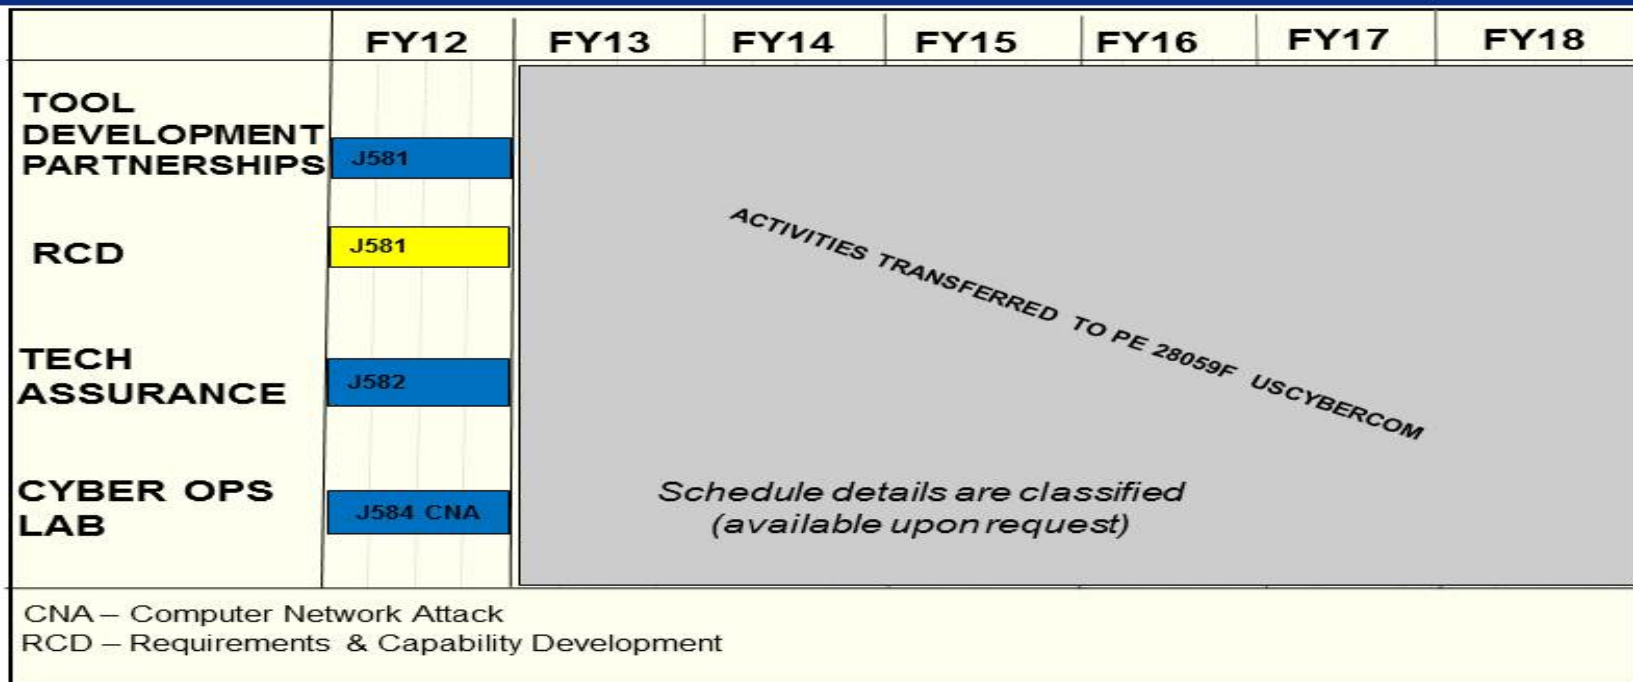 FY12 FY13 FY14 FY15 FY16 FY17 FY18
TOOL
DEVELOPMENT
PARTNERSHIPS
J581
RCD
J581
TECH
ASSURANCE
J582
CYBER OPS
LAB
J584 CNA
ACTIVITIES TRANSFERRED TO PE 28059F USCYBERCOM
Schedule details are classified
(available upon request)
CNA – Computer Network Attack
RCD – Requirements & Capability Development